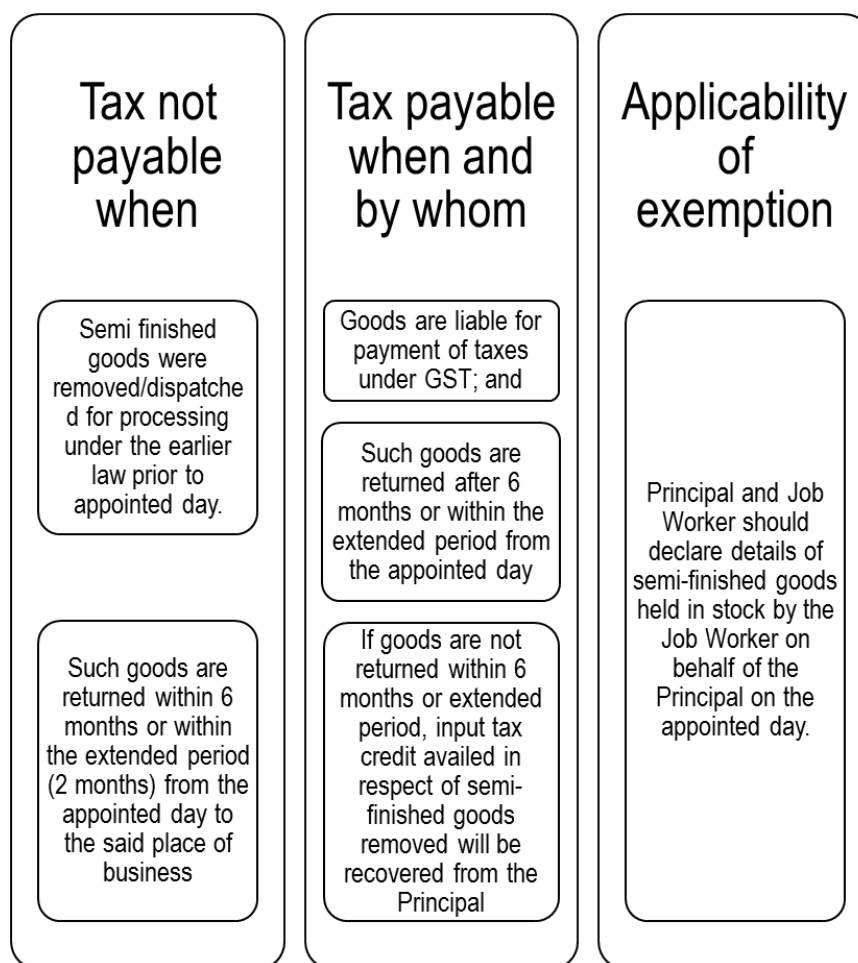 Tax not
payable
when
Semi finished
goods were
removed/dispatche
d for processing
under the earlier
law prior to
appointed day.
Such goods are
returned within 6
months or within
the extended period
(2 months) from the
appointed day to
the said place of
business
Tax payable
when and
by whom
Goods are liable for
payment of taxes
under GST; and
Such goods are
returned after 6
months or within the
extended period from
the appointed day
If goods are not
returned within 6
months or extended
period, input tax
credit availed in
respect of semi-
finished goods
removed will be
recovered from the
Principal
Applicability
of
exemption
Principal and Job
Worker should
declare details of
semi-finished goods
held in stock by the
Job Worker on
behalf of the
Principal on the
appointed day.